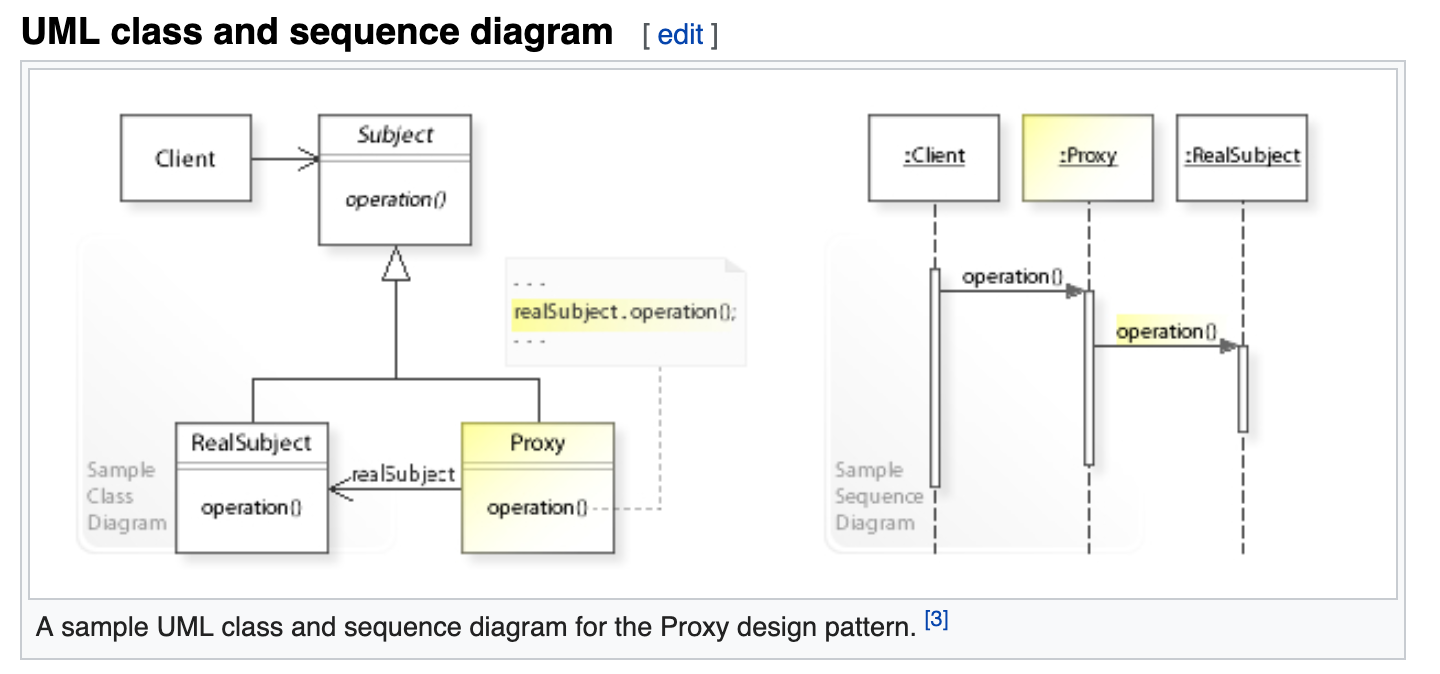 UML class and sequence diagram [ edit ]
Client
Subject
operation()
- - -
realSubject.operation();
- - -
RealSubject
operation()
realSubject
Proxy
operation()
Sample
Class
Diagram
:Client
:Proxy
:RealSubject
operation()
operation()
Sample
Sequence
Diagram
A sample UML class and sequence diagram for the Proxy design pattern. [3]